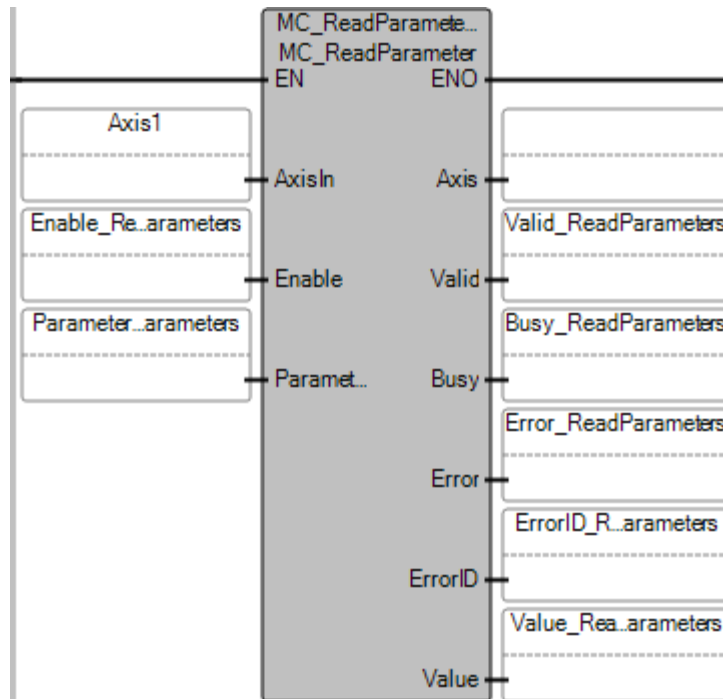 MC_ReadParamete...
MC_ReadParameter
EN ENO
Axis1
AxisIn Axis
Enable_Re...arameters Valid_ReadParameters
Enable Valid
Parameter...arameters Busy_ReadParameters
Paramet... Busy
Error_ReadParameters
Error
ErrorID_R...arameters
ErrorID
Value_Rea...arameters
Value